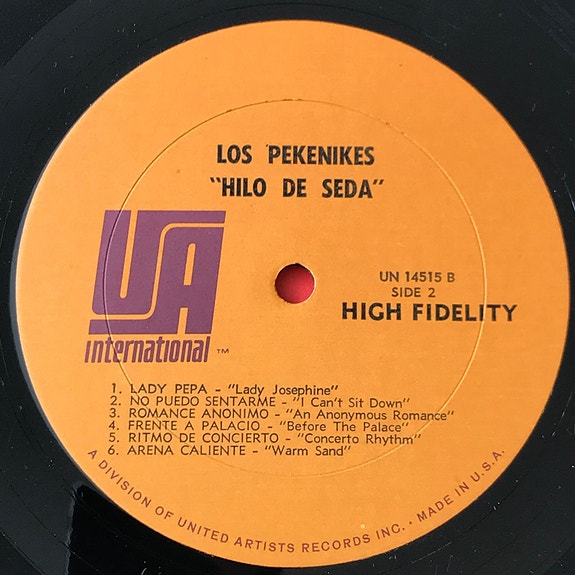 LOS PEKENIKES
"HILO DE SEDA"
UA
international TM
UN 14515 B
SIDE 2
HIGH FIDELITY
1. LADY PEPA - "Lady Josephine"
2. NO PUEDO SENTARME - "I Can't Sit Down"
3. ROMANCE ANONIMO - "An Anonymous Romance"
4. FRENTE A PALACIO - "Before The Palace"
5. RITMO DE CONCIERTO - "Concerto Rhythm"
6. ARENA CALIENTE - "Warm Sand"
A DIVISION OF UNITED ARTISTS RECORDS INC. • MADE IN U.S.A.